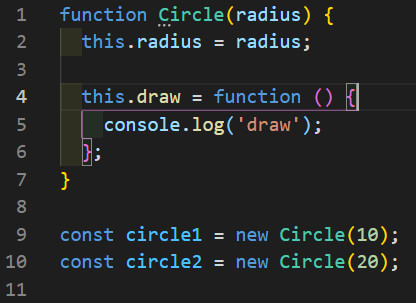 1 function Circle(radius) {
2 this.radius = radius;
3
4 this.draw = function () {
5 console.log('draw');
6 };
7 }
8
9 const circle1 = new Circle(10);
10 const circle2 = new Circle(20);
11